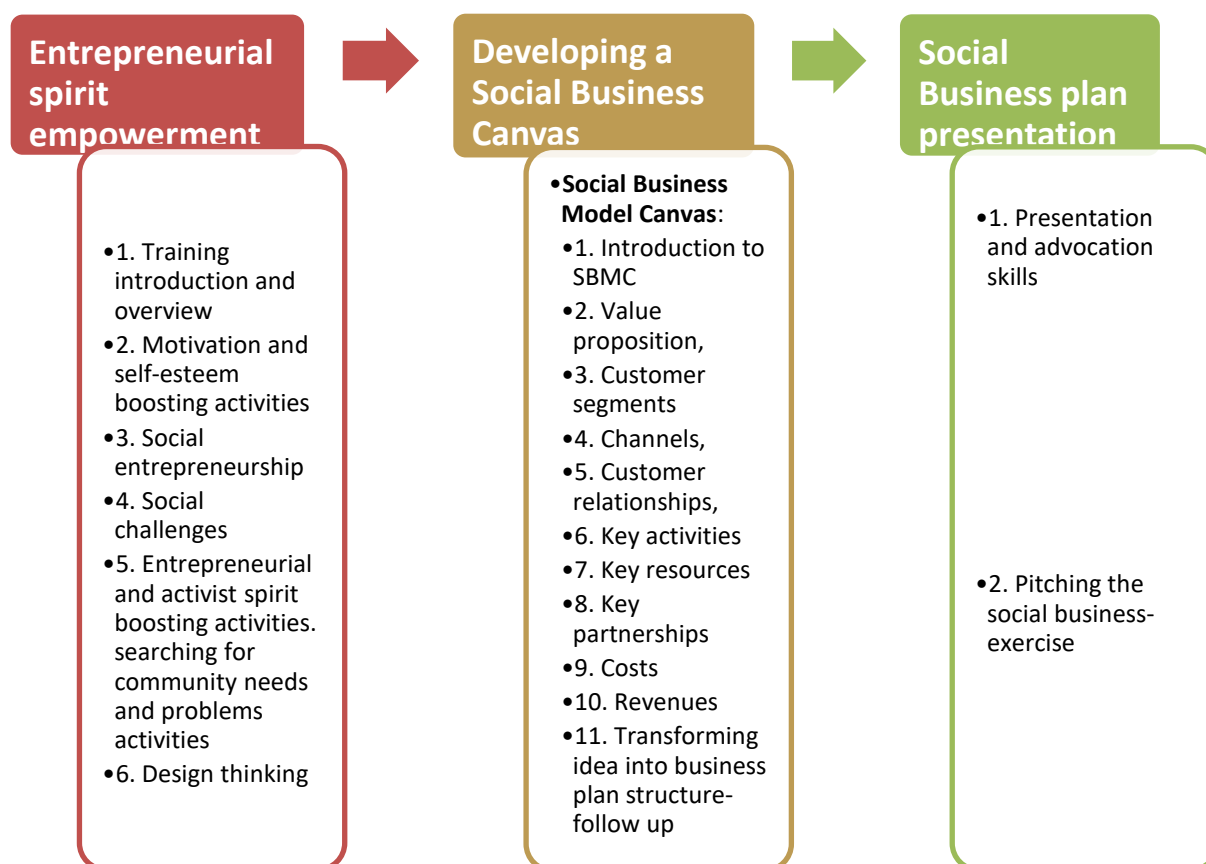 Entrepreneurial
spirit
empowerment
•1. Training
introduction and
overview
•2. Motivation and
self-esteem
boosting activities
•3. Social
entrepreneurship
•4. Social
challenges
•5. Entrepreneurial
and activist spirit
boosting activities.
searching for
community needs
and problems
activities
•6. Design thinking
Developing a
Social Business
Canvas
•Social Business
Model Canvas:
•1. Introduction to
SBMC
•2. Value
proposition,
•3. Customer
segments
•4. Channels,
•5. Customer
relationships,
•6. Key activities
•7. Key resources
•8. Key
partnerships
•9. Costs
•10. Revenues
•11. Transforming
idea into business
plan structure-
follow up
Social
Business plan
presentation
•1. Presentation
and advocation
skills
•2. Pitching the
social business-
exercise